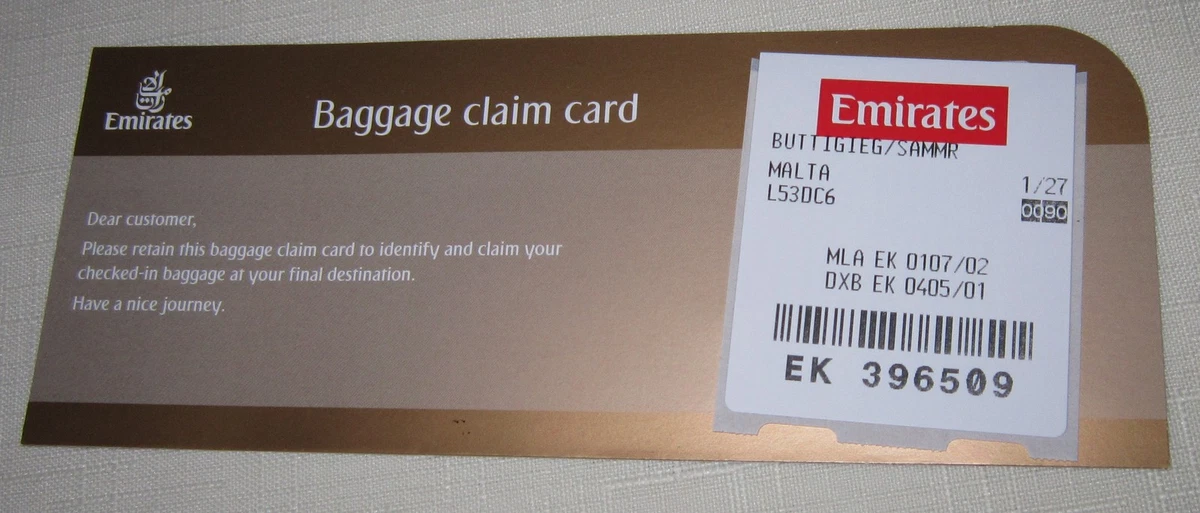 Emirates
Baggage claim card
Dear customer,
Please retain this baggage claim card to identify and claim your
checked-in baggage at your final destination.
Have a nice journey.
Emirates
BUTTIGIEG/SAMMR
MALTA
L53DC6
1/27
0090
MLA EK 0107/02
DXB EK 0405/01
EK 396509